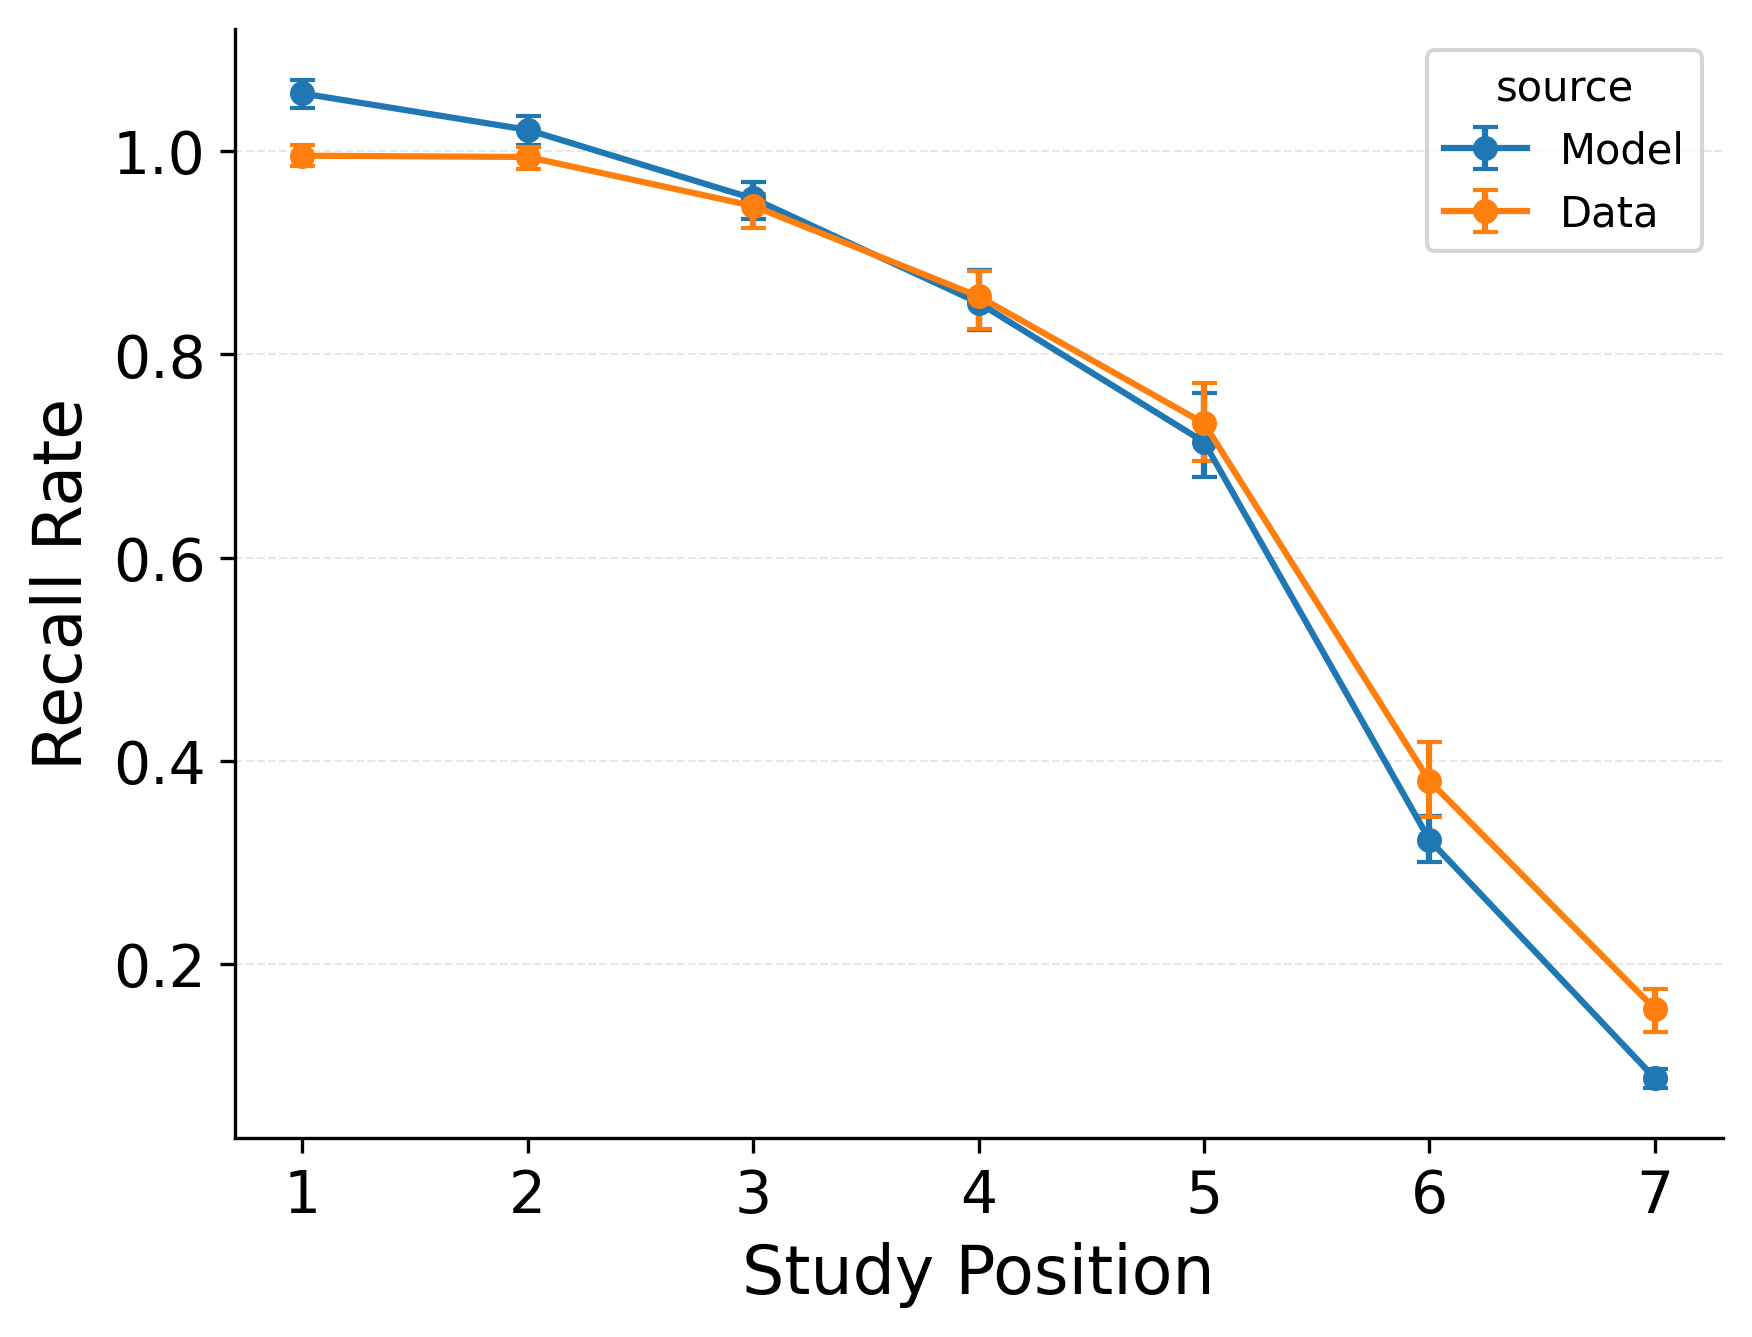 source
Model
Data
1.0
0.8
0.6
0.4
0.2
Recall Rate
1 2 3 4 5 6 7
Study Position